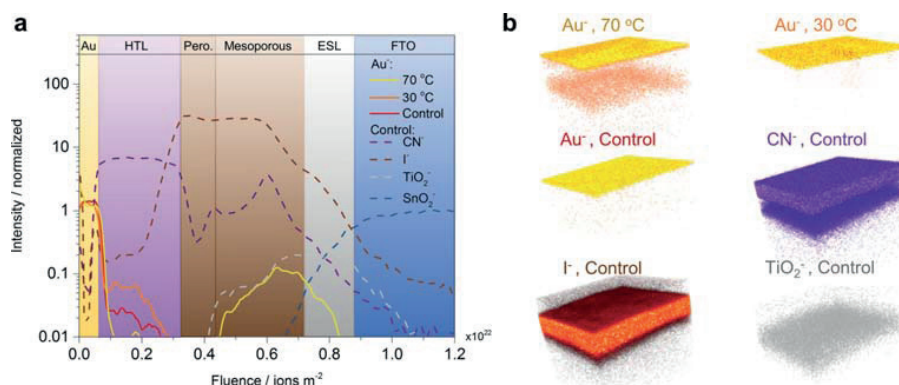 a
Au HTL Pero. Mesoporous ESL FTO
Au⁻:
70 °C
30 °C
Control
Control:
CN⁻
I⁻
TiO₂⁻
SnO₂⁻
100
10
1
0.1
0.01
Intensity / normalized
0.0 0.2 0.4 0.6 0.8 1.0 1.2
x10²²
Fluence / ions m⁻²
b
Au⁻, 70 °C
Au⁻, 30 °C
Au⁻, Control
CN⁻, Control
I⁻, Control
TiO₂⁻, Control